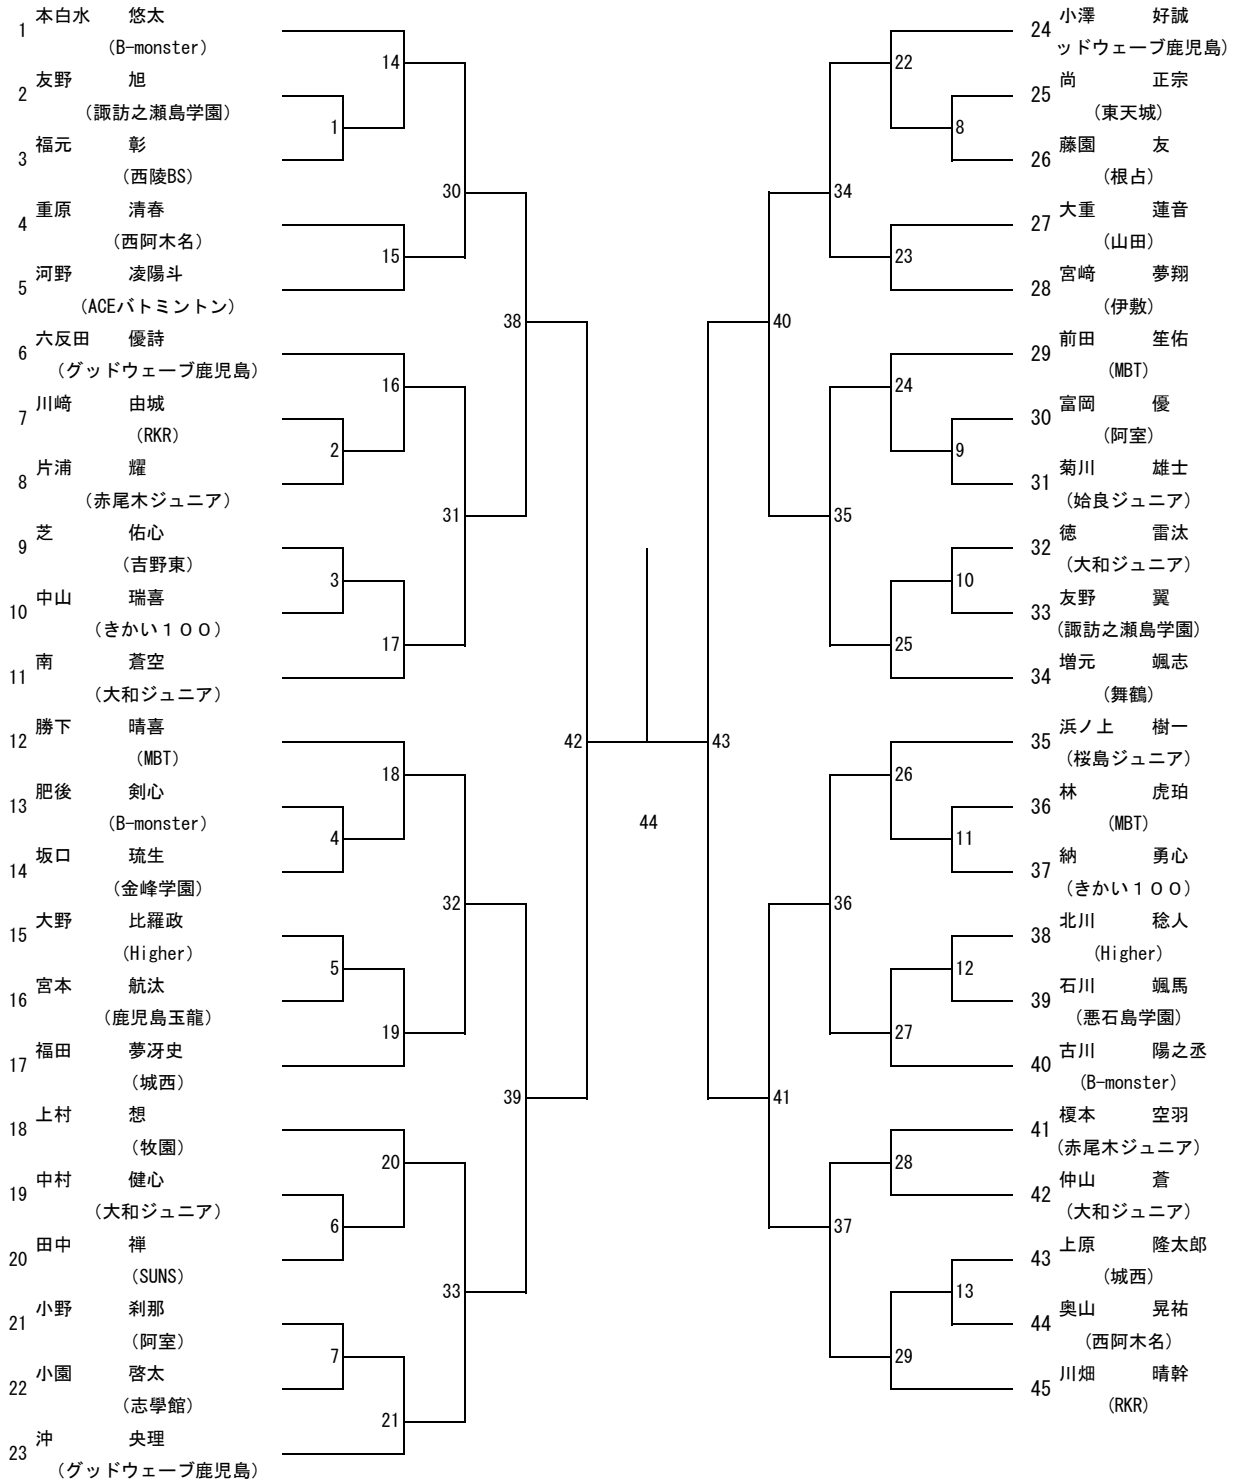 1 本白水 悠太
(B-monster)
2 友野 旭
(諏訪之瀬島学園)
3 福元 彰
(西陵BS)
4 重原 清春
(西阿木名)
5 河野 凌陽斗
(ACEバトミントン)
6 六反田 優詩
(グッドウェーブ鹿児島)
7 川﨑 由城
(RKR)
8 片浦 耀
(赤尾木ジュニア)
9 芝 佑心
(吉野東)
10 中山 瑞喜
(きかい１００)
11 南 蒼空
(大和ジュニア)
12 勝下 晴喜
(MBT)
13 肥後 剣心
(B-monster)
14 坂口 琉生
(金峰学園)
15 大野 比羅政
(Higher)
16 宮本 航汰
(鹿児島玉龍)
17 福田 夢冴史
(城西)
18 上村 想
(牧園)
19 中村 健心
(大和ジュニア)
20 田中 禅
(SUNS)
21 小野 刹那
(阿室)
22 小園 啓太
(志學館)
23 沖 央理
(グッドウェーブ鹿児島)
14
1
30
15
38
16
2
31
3
17
42
18
4
32
5
19
39
20
6
33
7
21
44
22
8
34
23
40
24
9
35
10
25
43
26
11
36
12
27
41
28
37
13
29
24 小澤 好誠
ッドウェーブ鹿児島)
25 尚 正宗
(東天城)
26 藤園 友
(根占)
27 大重 蓮音
(山田)
28 宮﨑 夢翔
(伊敷)
29 前田 笙佑
(MBT)
30 富岡 優
(阿室)
31 菊川 雄士
(姶良ジュニア)
32 徳 雷汰
(大和ジュニア)
33 友野 翼
(諏訪之瀬島学園)
34 増元 颯志
(舞鶴)
35 浜ノ上 樹一
(桜島ジュニア)
36 林 虎珀
(MBT)
37 納 勇心
(きかい１００)
38 北川 稔人
(Higher)
39 石川 颯馬
(悪石島学園)
40 古川 陽之丞
(B-monster)
41 榎本 空羽
(赤尾木ジュニア)
42 仲山 蒼
(大和ジュニア)
43 上原 隆太郎
(城西)
44 奥山 晃祐
(西阿木名)
45 川畑 晴幹
(RKR)